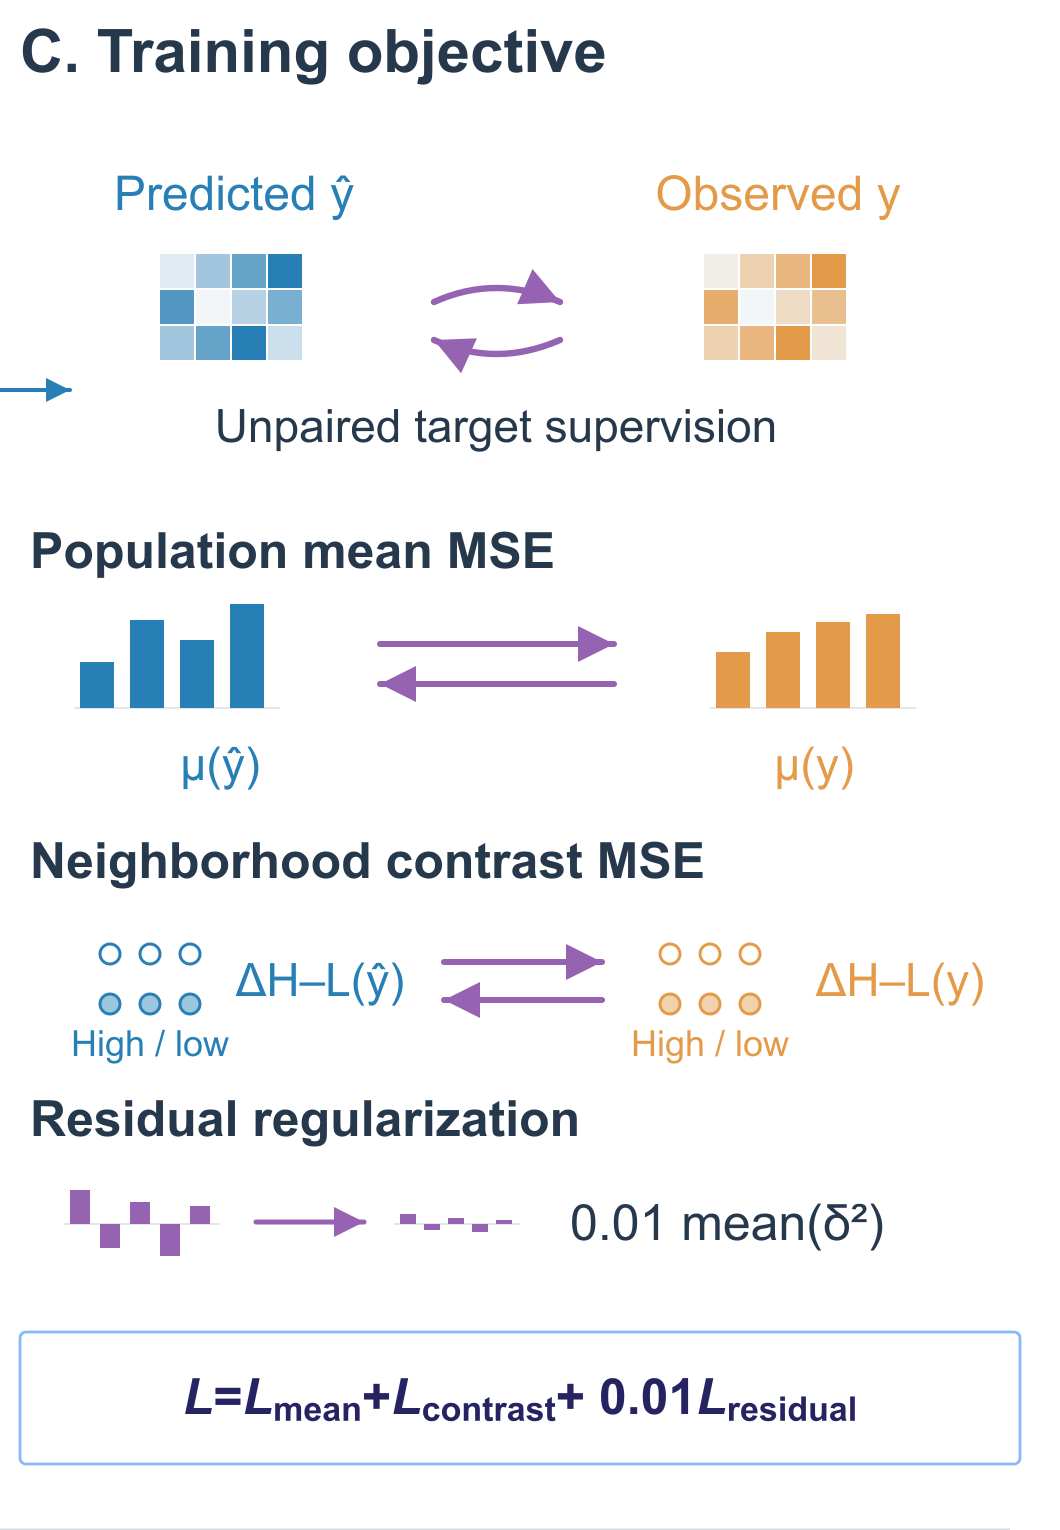 C. Training objective
Predicted ŷ
Observed y
Unpaired target supervision
Population mean MSE
μ(ŷ)
μ(y)
Neighborhood contrast MSE
ΔH–L(ŷ)
ΔH–L(y)
High / low
High / low
Residual regularization
0.01 mean(δ²)
L=Lmean+Lcontrast+ 0.01Lresidual